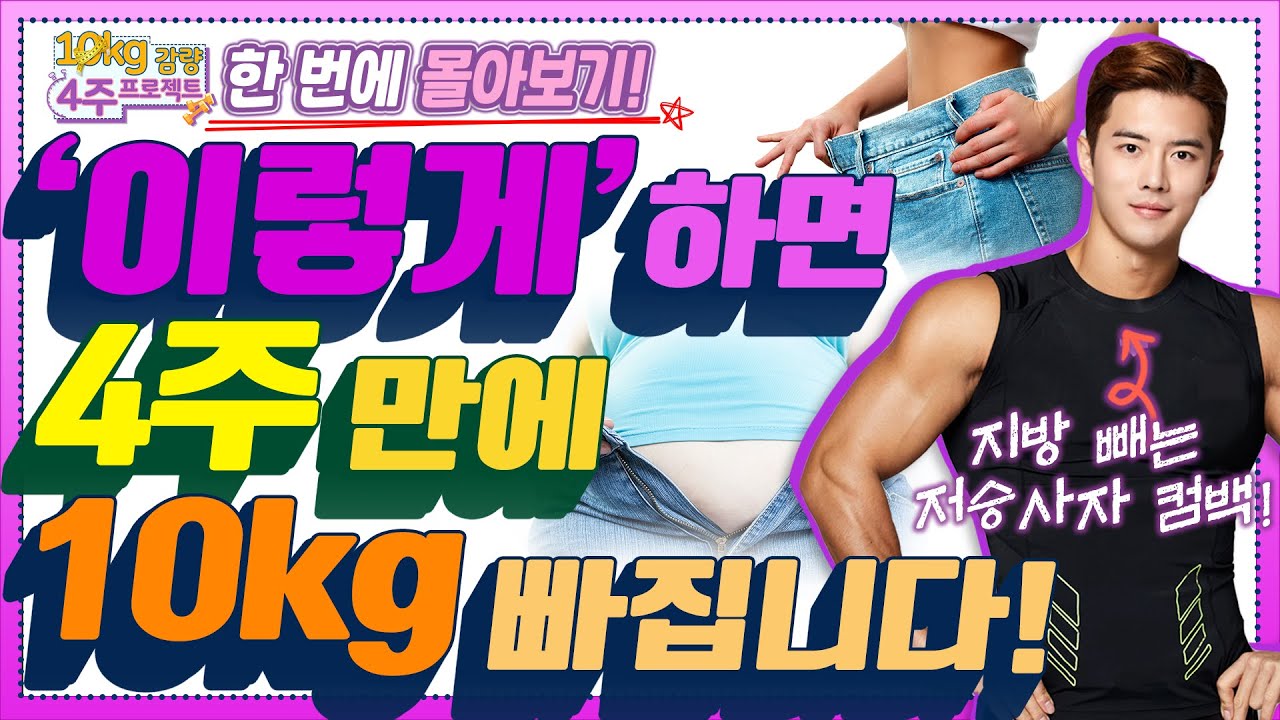 10kg 감량
4주 프로젝트
한 번에 몰아보기!
'이렇게' 하면
4주 만에
10kg 빠집니다!
지방 빼는
저승사자 컴백!